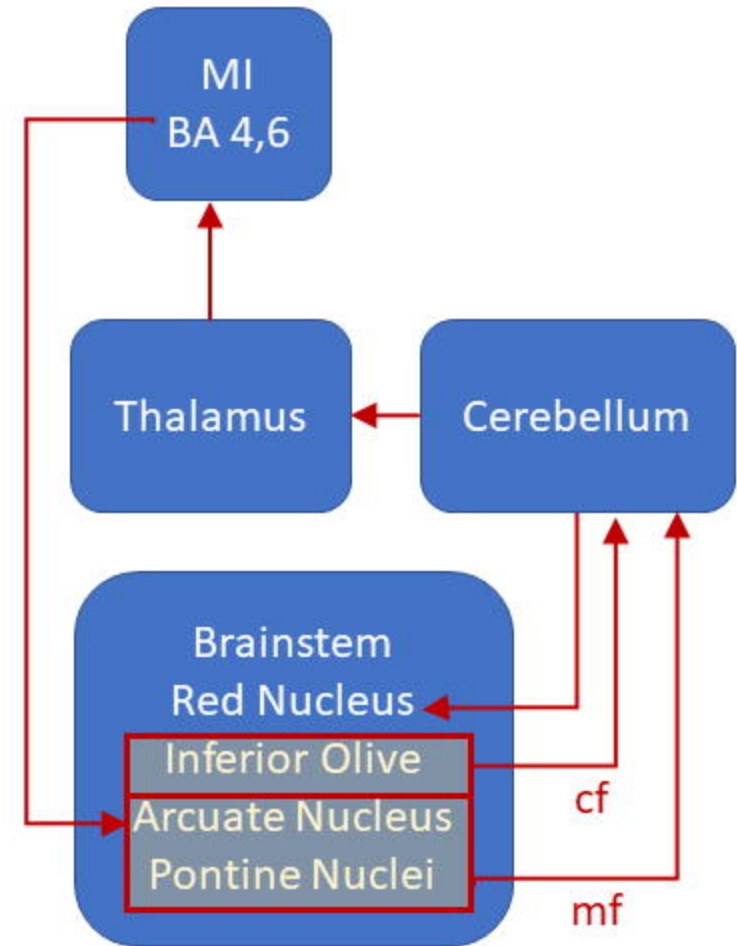 MI
BA 4,6
Thalamus
Cerebellum
Brainstem
Red Nucleus
Inferior Olive
cf
Arcuate Nucleus
Pontine Nuclei
mf